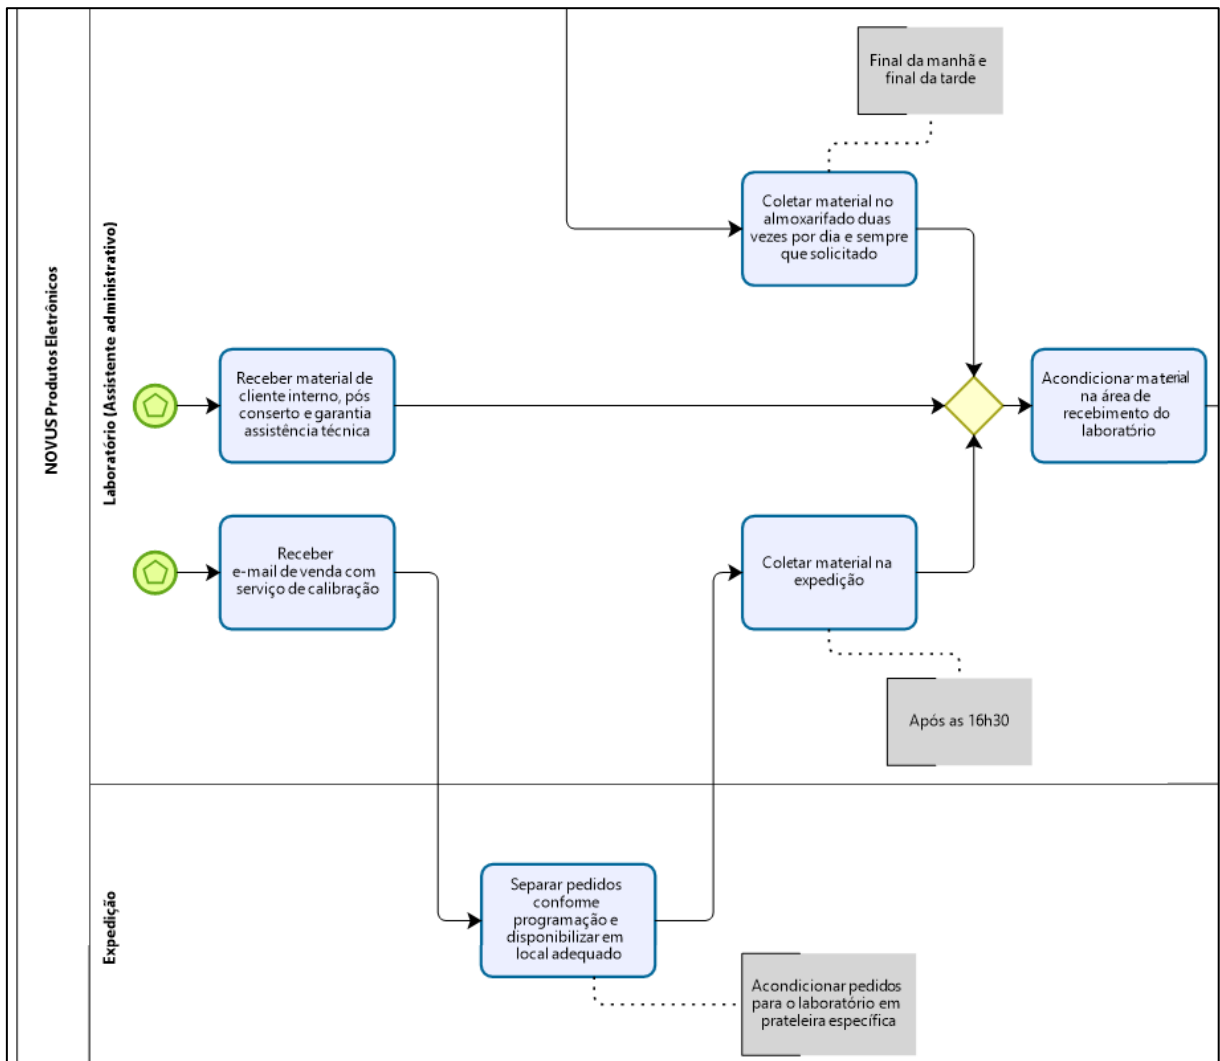 NOVUS Produtos Eletrônicos
Laboratório (Assistente administrativo)
Final da manhã e
final da tarde
Coletar material no
almoxarifado duas
vezes por dia e sempre
que solicitado
Receber material de
cliente interno, pós
conserto e garantia
assistência técnica
Acondicionar material
na área de
recebimento do
laboratório
Receber
e-mail de venda com
serviço de calibração
Coletar material na
expedição
Após as 16h30
Expedição
Separar pedidos
conforme
programação e
disponibilizar em
local adequado
Acondicionar pedidos
para o laboratório em
prateleira específica